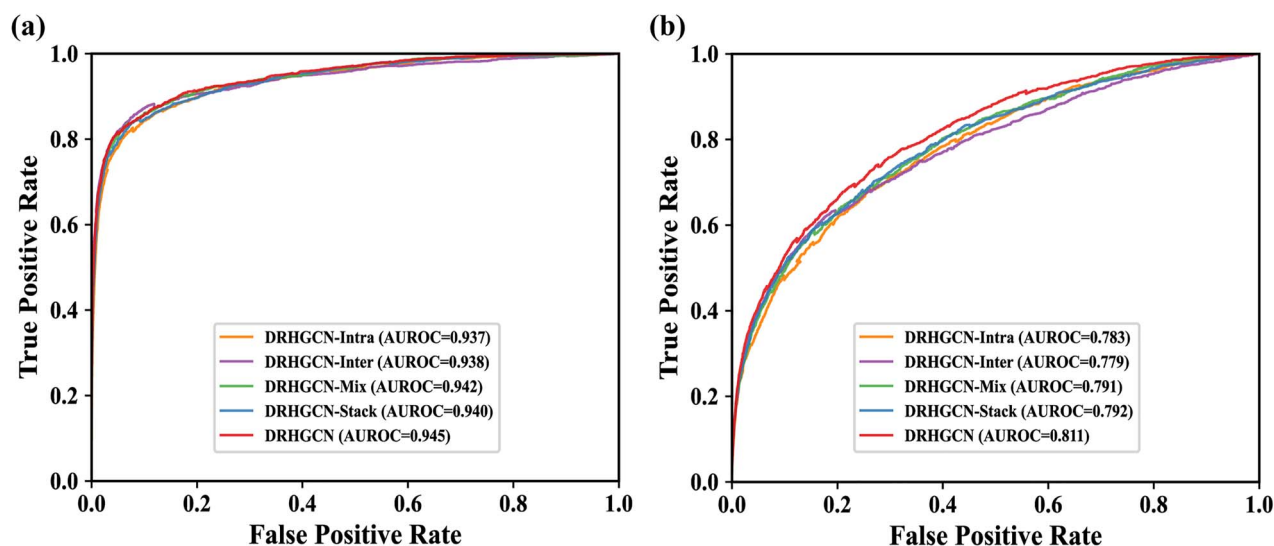 (a)
1.0
0.8
0.6
0.4
0.2
0.0
True Positive Rate
DRHGCN-Intra (AUROC=0.937)
DRHGCN-Inter (AUROC=0.938)
DRHGCN-Mix (AUROC=0.942)
DRHGCN-Stack (AUROC=0.940)
DRHGCN (AUROC=0.945)
0.0 0.2 0.4 0.6 0.8 1.0
False Positive Rate
(b)
1.0
0.8
0.6
0.4
0.2
0.0
True Positive Rate
DRHGCN-Intra (AUROC=0.783)
DRHGCN-Inter (AUROC=0.779)
DRHGCN-Mix (AUROC=0.791)
DRHGCN-Stack (AUROC=0.792)
DRHGCN (AUROC=0.811)
0.0 0.2 0.4 0.6 0.8 1.0
False Positive Rate